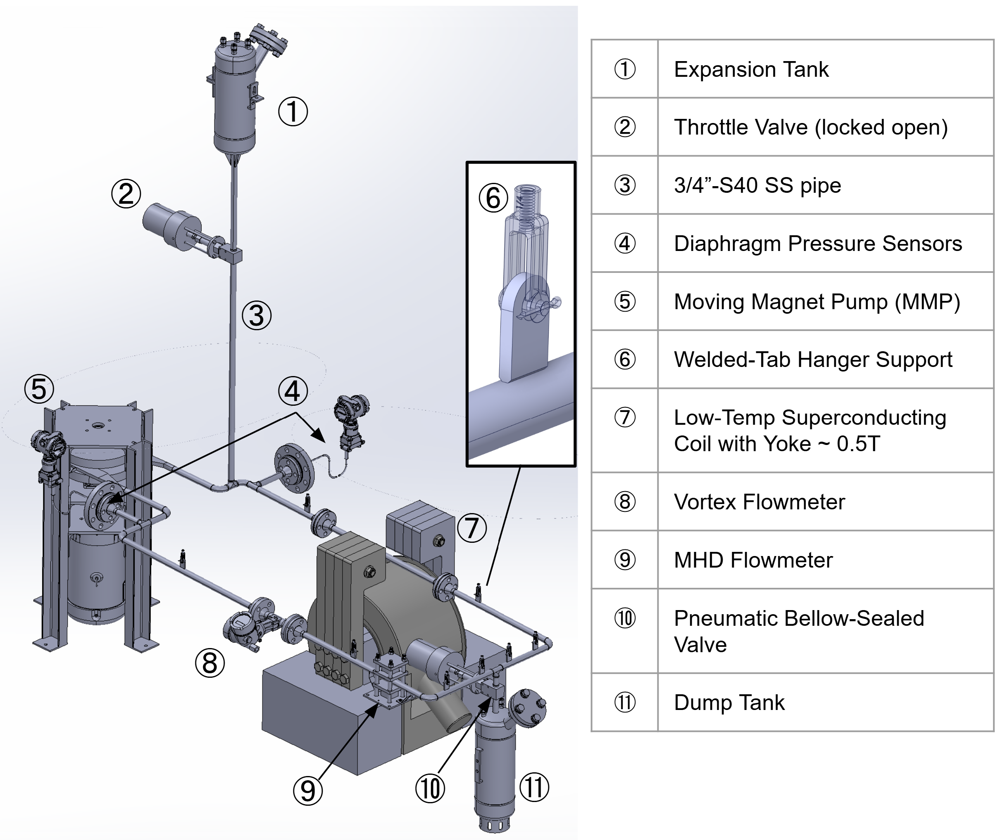 ①
②
③
④
⑤
⑥
⑦
⑧
⑨
⑩
⑪
① Expansion Tank
② Throttle Valve (locked open)
③ 3/4”-S40 SS pipe
④ Diaphragm Pressure Sensors
⑤ Moving Magnet Pump (MMP)
⑥ Welded-Tab Hanger Support
⑦ Low-Temp Superconducting
Coil with Yoke ~ 0.5T
⑧ Vortex Flowmeter
⑨ MHD Flowmeter
⑩ Pneumatic Bellow-Sealed
Valve
⑪ Dump Tank